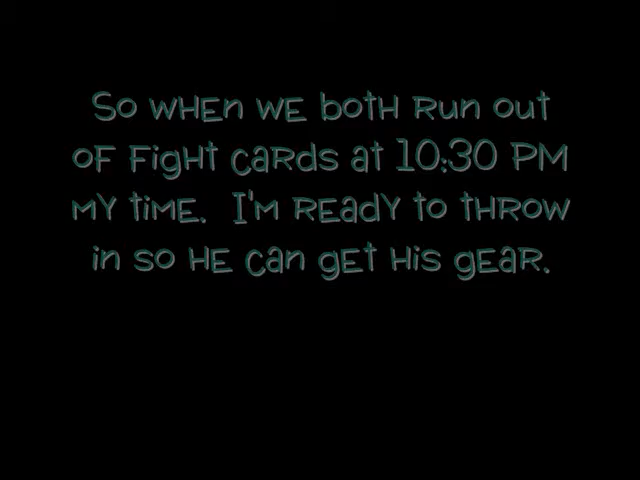 So when we both run out
of fight cards at 10:30 PM
my time.  I'm ready to throw
in so he can get his gear.